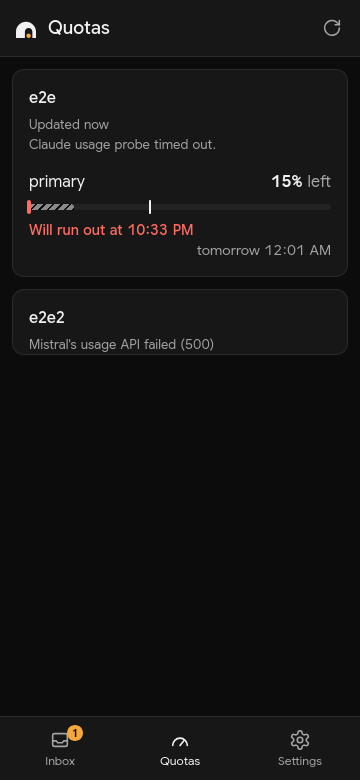 Quotas
e2e
Updated now
Claude usage probe timed out.
primary
15% left
Will run out at 10:33 PM
tomorrow 12:01 AM
e2e2
Mistral's usage API failed (500)
1
Inbox
Quotas
Settings